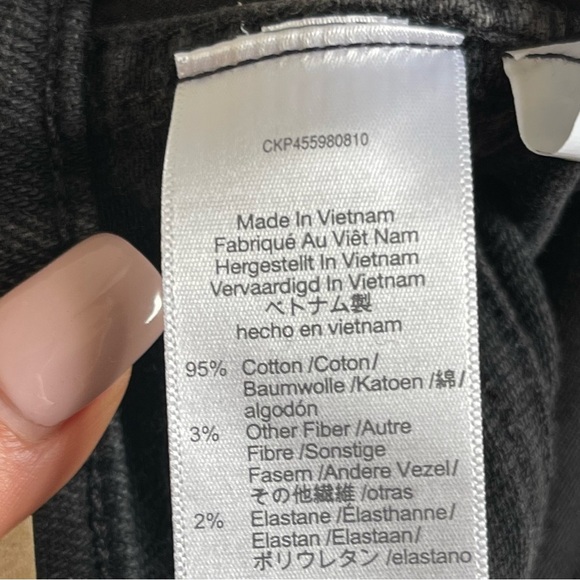 CKP455980810
Made In Vietnam
Fabriqué Au Viêt Nam
Hergestellt In Vietnam
Vervaardigd In Vietnam
ベトナム製
hecho en vietnam
95% Cotton /Coton/
Baumwolle /Katoen /綿/
algodón
3% Other Fiber /Autre
Fibre /Sonstige
Fasern /Andere Vezel/
その他繊維 /otras
2% Elastane /Élasthanne/
Elastan /Elastaan/
ポリウレタン /elastano